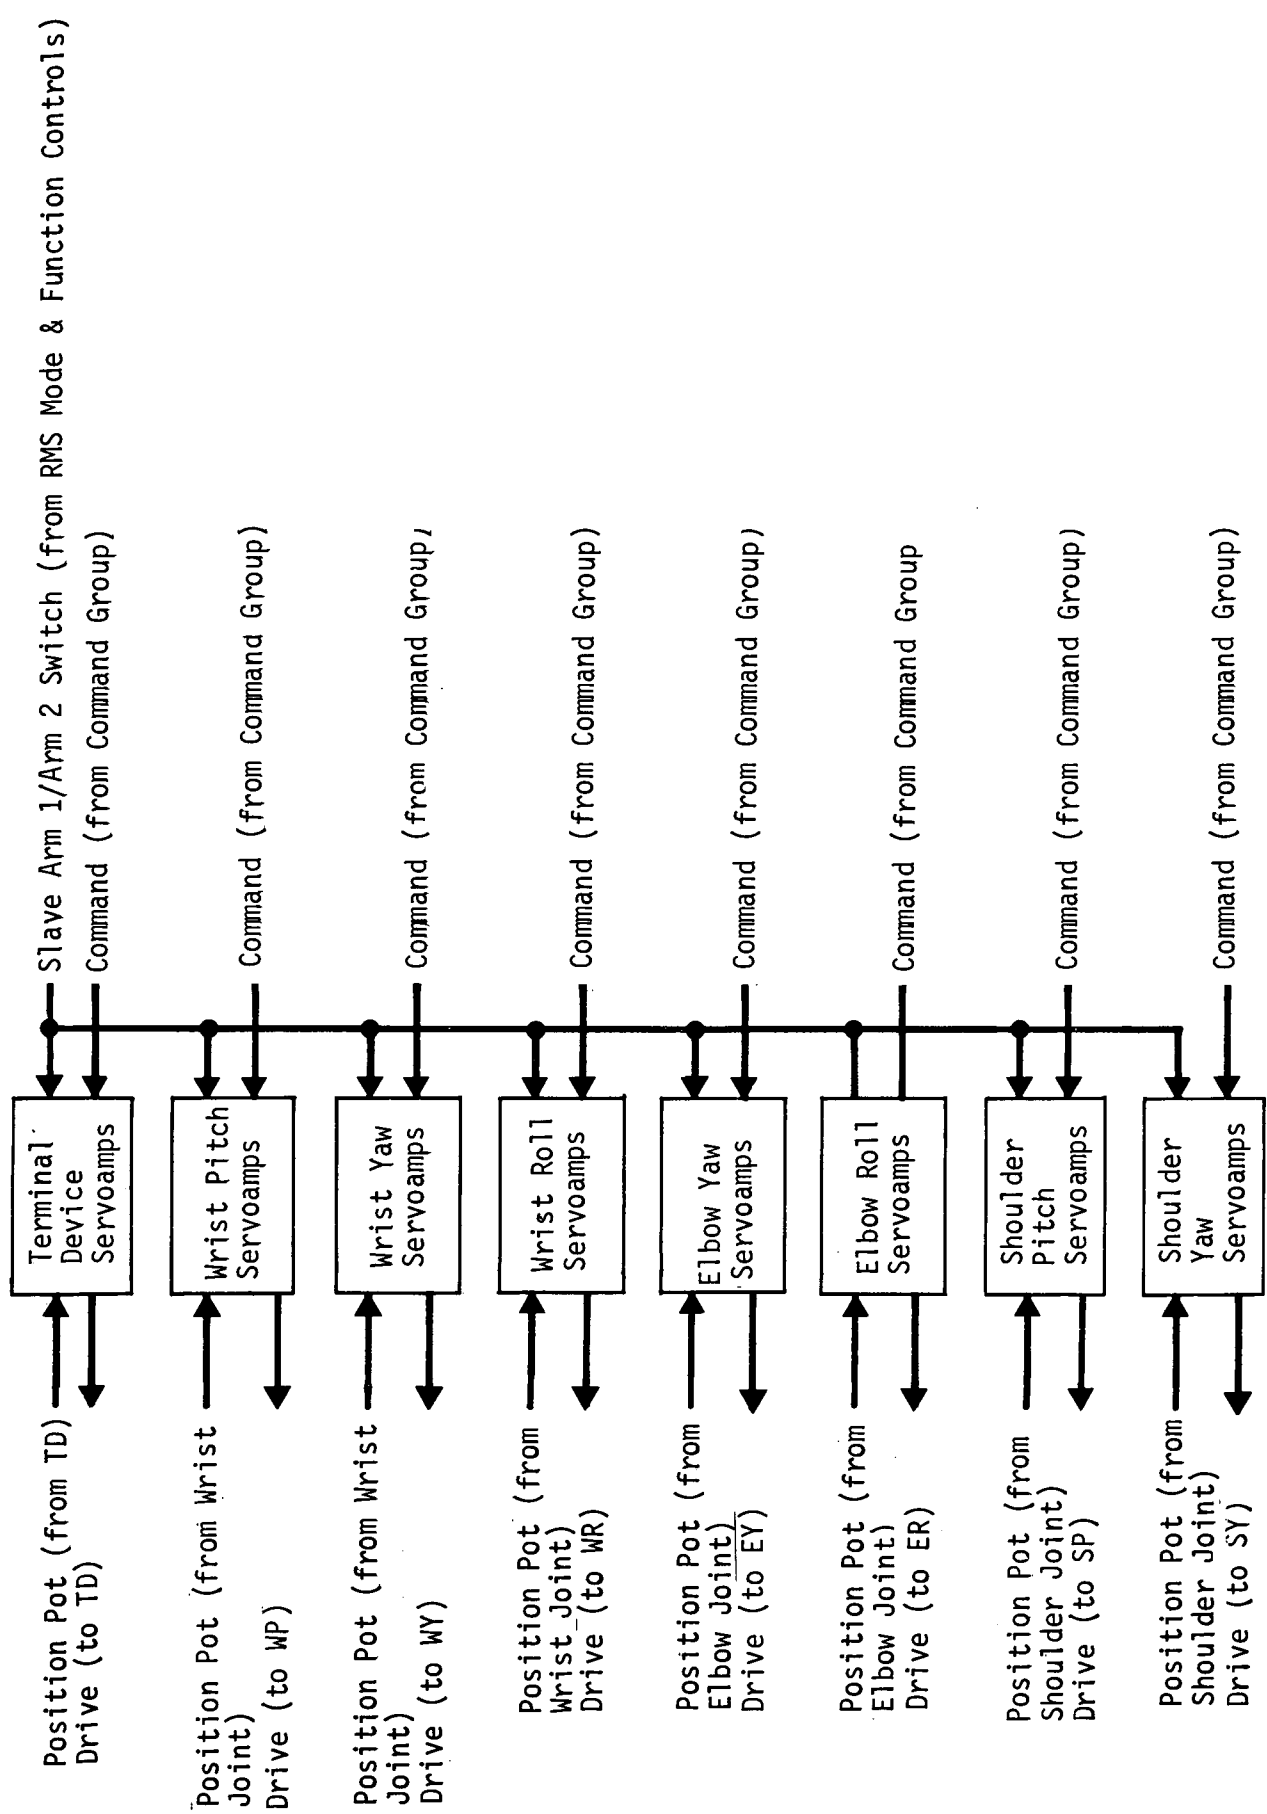 Slave Arm 1/Arm 2 Switch (from RMS Mode & Function Controls)
Command (from Command Group)
Terminal
Device
Servoamps
Position Pot (from TD)
Drive (to TD)
Command (from Command Group)
Wrist Pitch
Servoamps
Position Pot (from Wrist
Joint)
Drive (to WP)
Command (from Command Group)
Wrist Yaw
Servoamps
Position Pot (from Wrist
Joint)
Drive (to WY)
Command (from Command Group)
Wrist Roll
Servoamps
Position Pot (from
Wrist Joint)
Drive (to WR)
Command (from Command Group)
Elbow Yaw
Servoamps
Position Pot (from
Elbow Joint)
Drive (to EY)
Command (from Command Group
Elbow Roll
Servoamps
Position Pot (from
Elbow Joint)
Drive (to ER)
Command (from Command Group)
Shoulder
Pitch
Servoamps
Position Pot (from
Shoulder Joint)
Drive (to SP)
Command (from Command Group)
Shoulder
Yaw
Servoamps
Position Pot (from
Shoulder Joint)
Drive (to SY)